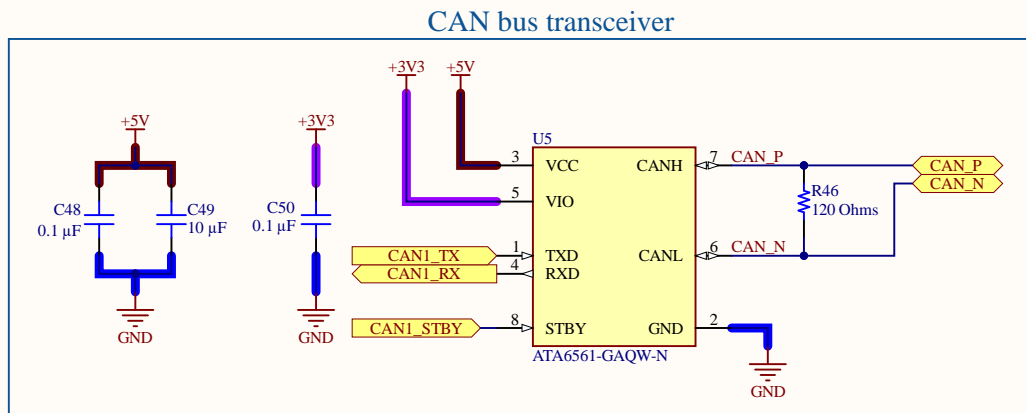 CAN bus transceiver
+3V3
+5V
+5V
+3V3
U5
3
VCC
CANH
7
CAN_P
CAN_P
CAN_N
5
VIO
R46
120 Ohms
C48
0.1 µF
C49
10 µF
C50
0.1 µF
CAN1_TX
1
TXD
CANL
6
CAN_N
CAN1_RX
4
RXD
CAN1_STBY
8
STBY
GND
2
GND
GND
ATA6561-GAQW-N
GND